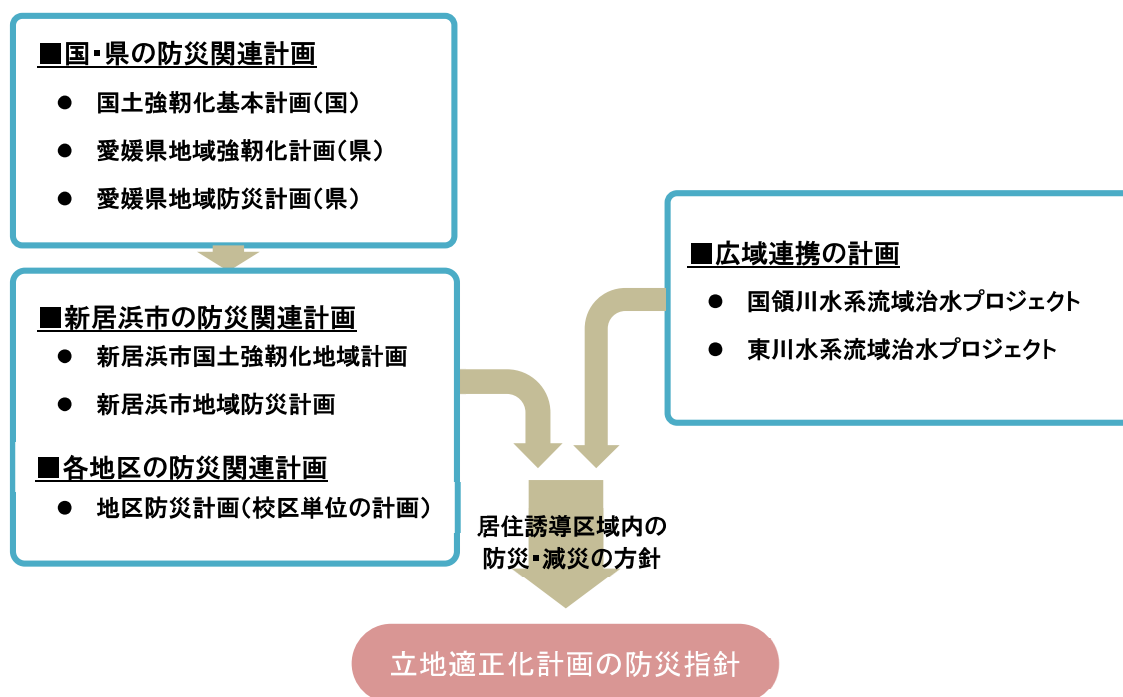 ■国・県の防災関連計画
● 国土強靭化基本計画(国)
● 愛媛県地域強靭化計画(県)
● 愛媛県地域防災計画(県)
■新居浜市の防災関連計画
● 新居浜市国土強靭化地域計画
● 新居浜市地域防災計画
■各地区の防災関連計画
● 地区防災計画(校区単位の計画)
■広域連携の計画
● 国領川水系流域治水プロジェクト
● 東川水系流域治水プロジェクト
居住誘導区域内の
防災・減災の方針
立地適正化計画の防災指針